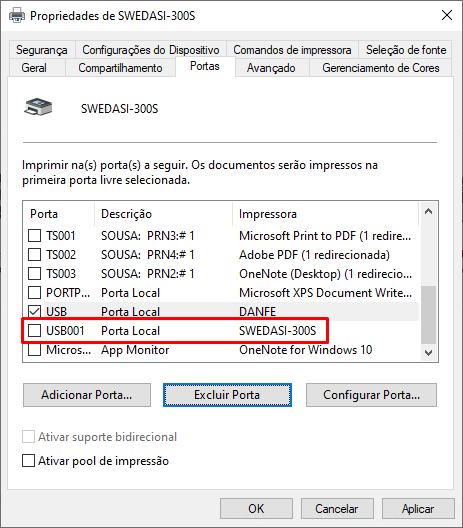 Propriedades de SWEDASI-300S
Segurança Configurações do Dispositivo Comandos de impressora Seleção de fonte
Geral Compartilhamento Portas Avançado Gerenciamento de Cores
SWEDASI-300S
Imprimir na(s) porta(s) a seguir. Os documentos serão impressos na
primeira porta livre selecionada.
Porta Descrição Impressora
TS001 SOUSA: PRN3:# 1 Microsoft Print to PDF (1 redire...
TS002 SOUSA: PRN4:# 1 Adobe PDF (1 redirecionada)
TS003 SOUSA: PRN2:# 1 OneNote (Desktop) (1 redireci...
PORTP... Porta Local Microsoft XPS Document Write...
USB Porta Local DANFE
USB001 Porta Local SWEDASI-300S
Micros... App Monitor OneNote for Windows 10
Adicionar Porta... Excluir Porta Configurar Porta...
Ativar suporte bidirecional
Ativar pool de impressão
OK Cancelar Aplicar